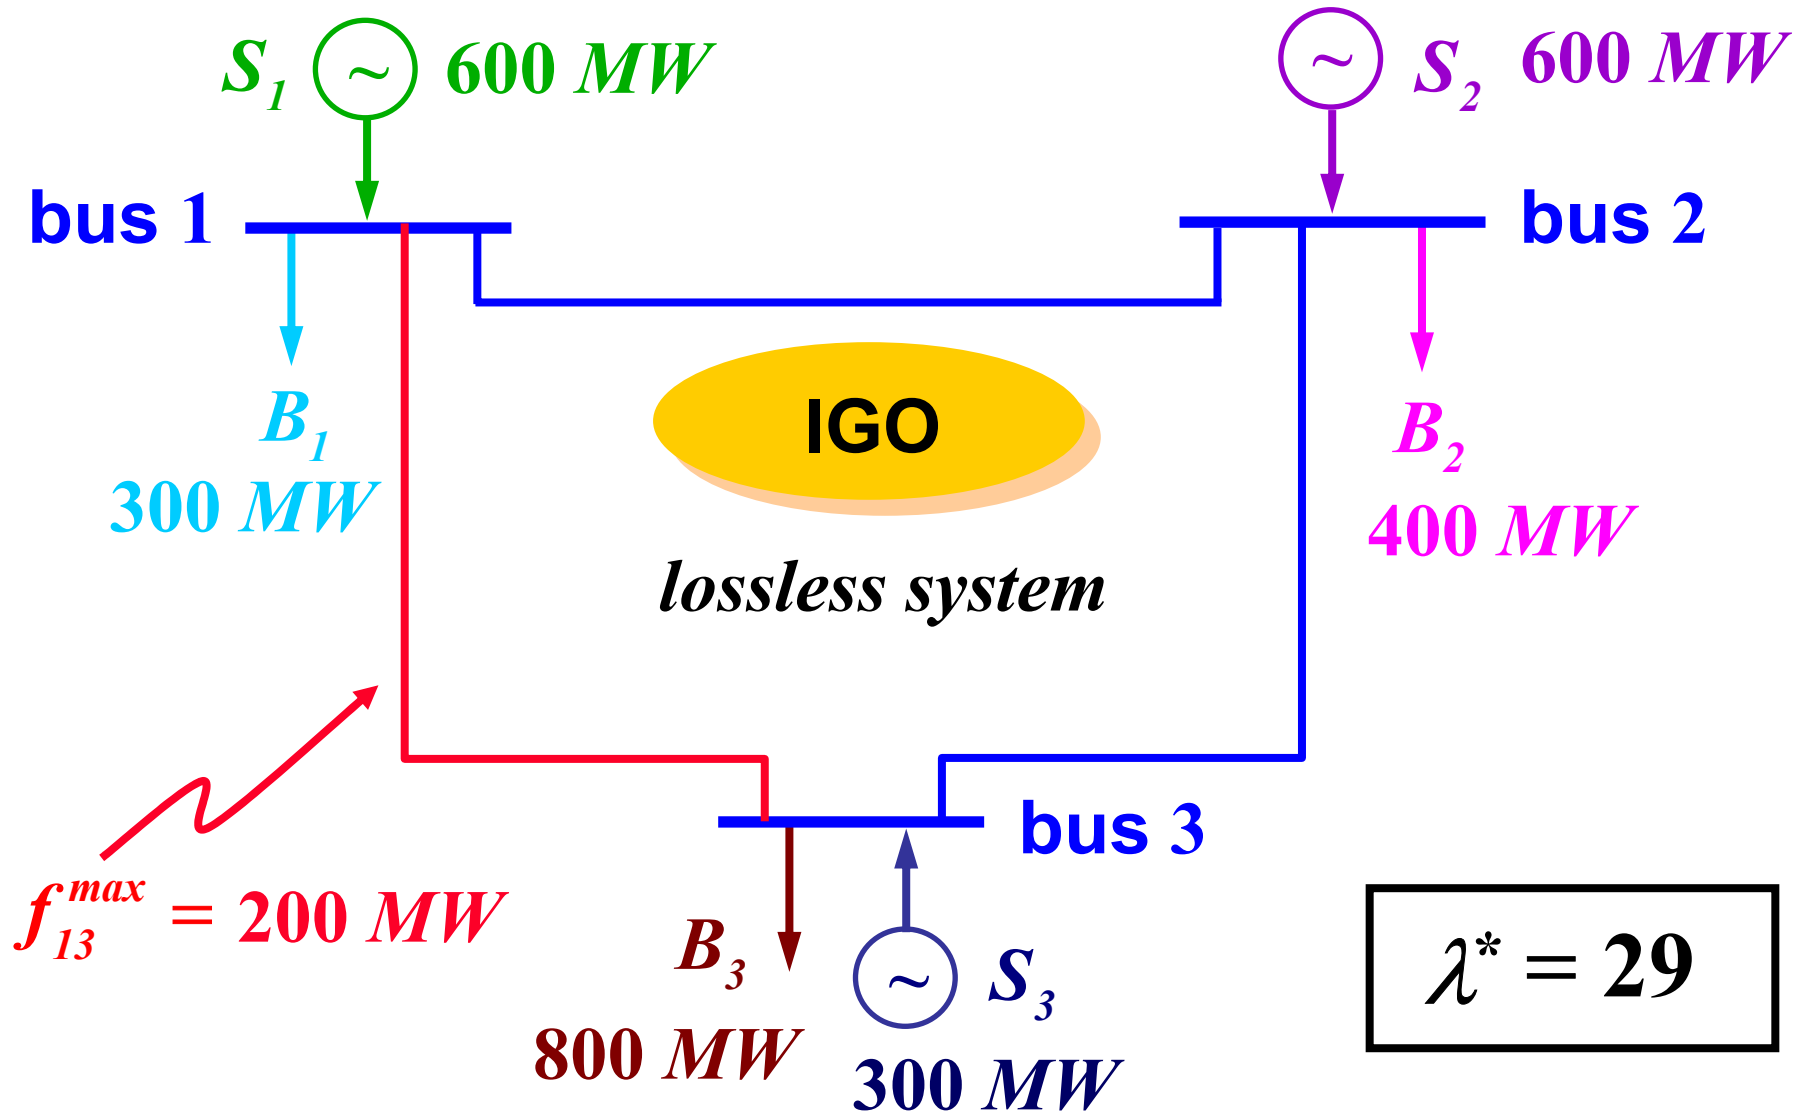 S₁ ~ 600 MW
~ S₂ 600 MW
bus 1
bus 2
B₁
300 MW
IGO
B₂
400 MW
lossless system
bus 3
f₁₃ᵐᵃˣ = 200 MW
B₃
800 MW
~ S₃
300 MW
λ* = 29